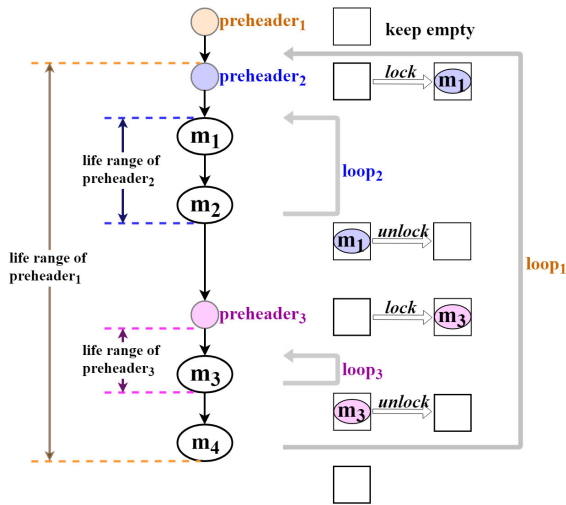 preheader1
keep empty
preheader2
lock
m1
m1
life range of
preheader2
loop2
m2
m1
unlock
life range of
preheader1
loop1
preheader3
lock
m3
life range of
preheader3
m3
loop3
m3
unlock
m4